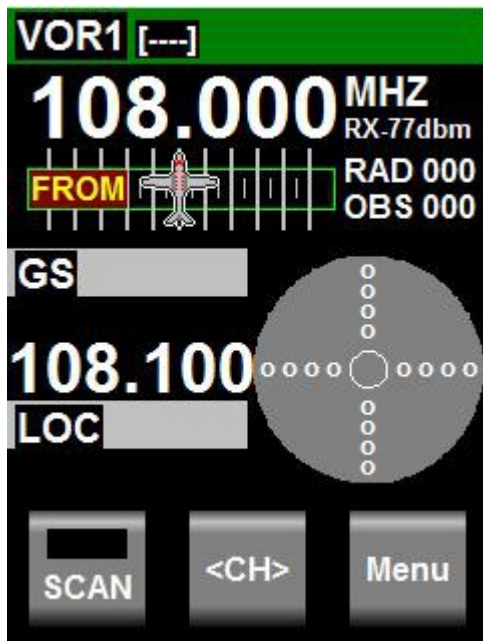 VOR1 [----]
108.000 MHZ
RX-77dbm
FROM
RAD 000
OBS 000
GS
108.100
LOC
SCAN
<CH>
Menu